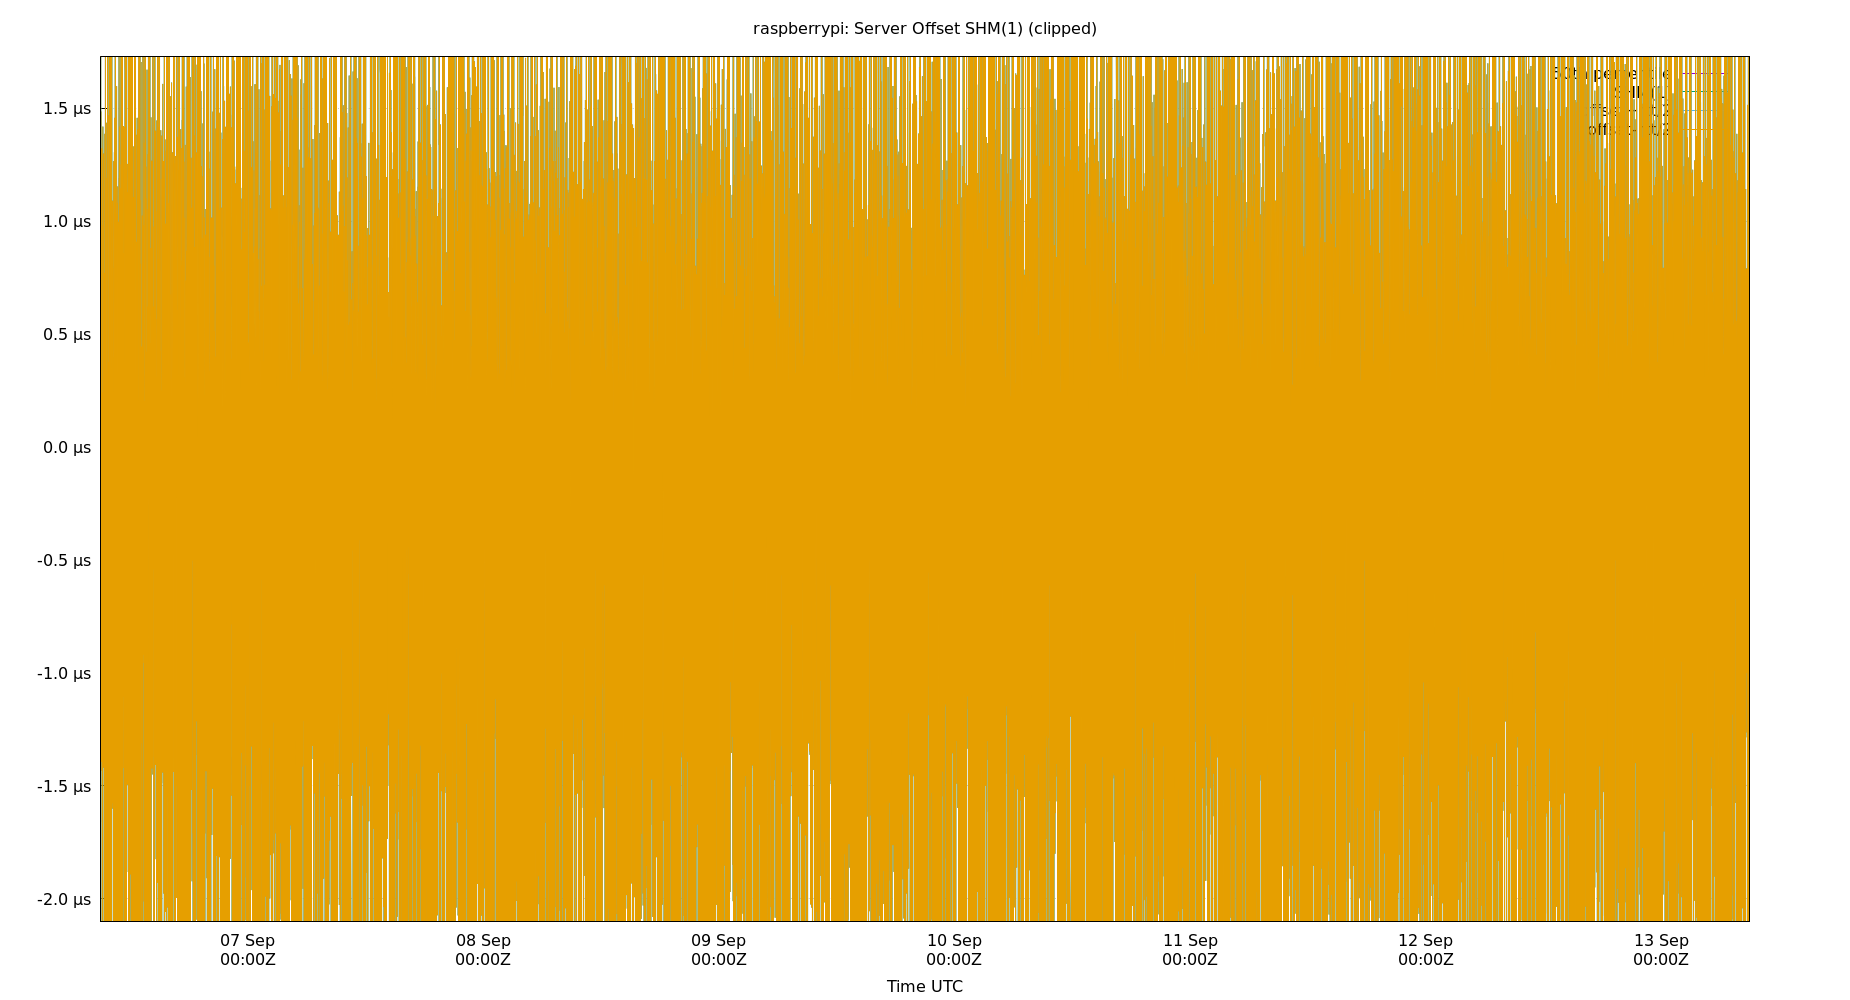 raspberrypi: Server Offset SHM(1) (clipped)
1.5 µs
1.0 µs
0.5 µs
0.0 µs
-0.5 µs
-1.0 µs
-1.5 µs
-2.0 µs
07 Sep
00:00Z
08 Sep
00:00Z
09 Sep
00:00Z
10 Sep
00:00Z
11 Sep
00:00Z
12 Sep
00:00Z
13 Sep
00:00Z
Time UTC